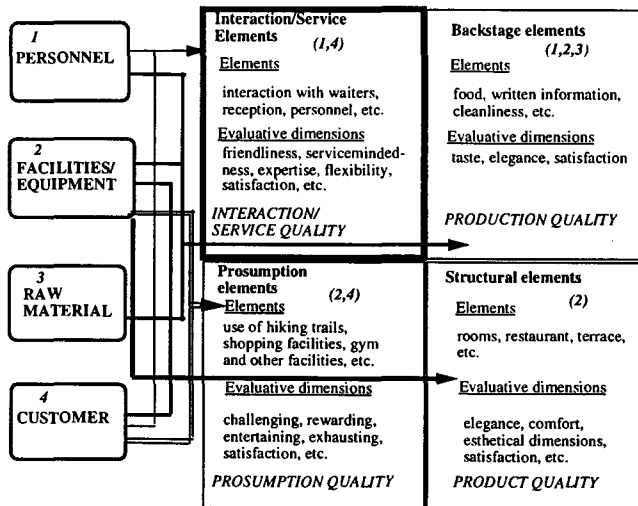 1
PERSONNEL
2
FACILITIES/
EQUIPMENT
3
RAW
MATERIAL
4
CUSTOMER
Interaction/Service
Elements
(1,4)
Elements
interaction with waiters,
reception, personnel, etc.
Evaluative dimensions
friendliness, serviceminded-
ness, expertise, flexibility,
satisfaction, etc.
INTERACTION/
SERVICE QUALITY
Backstage elements
(1,2,3)
Elements
food, written information,
cleanliness, etc.
Evaluative dimensions
taste, elegance, satisfaction
PRODUCTION QUALITY
Prosumption
elements
(2,4)
Elements
use of hiking trails,
shopping facilities, gym
and other facilities, etc.
Evaluative dimensions
challenging, rewarding,
entertaining, exhausting,
satisfaction, etc.
PROSUMPTION QUALITY
Structural elements
(2)
Elements
rooms, restaurant, terrace,
etc.
Evaluative dimensions
elegance, comfort,
esthetical dimensions,
satisfaction, etc.
PRODUCT QUALITY